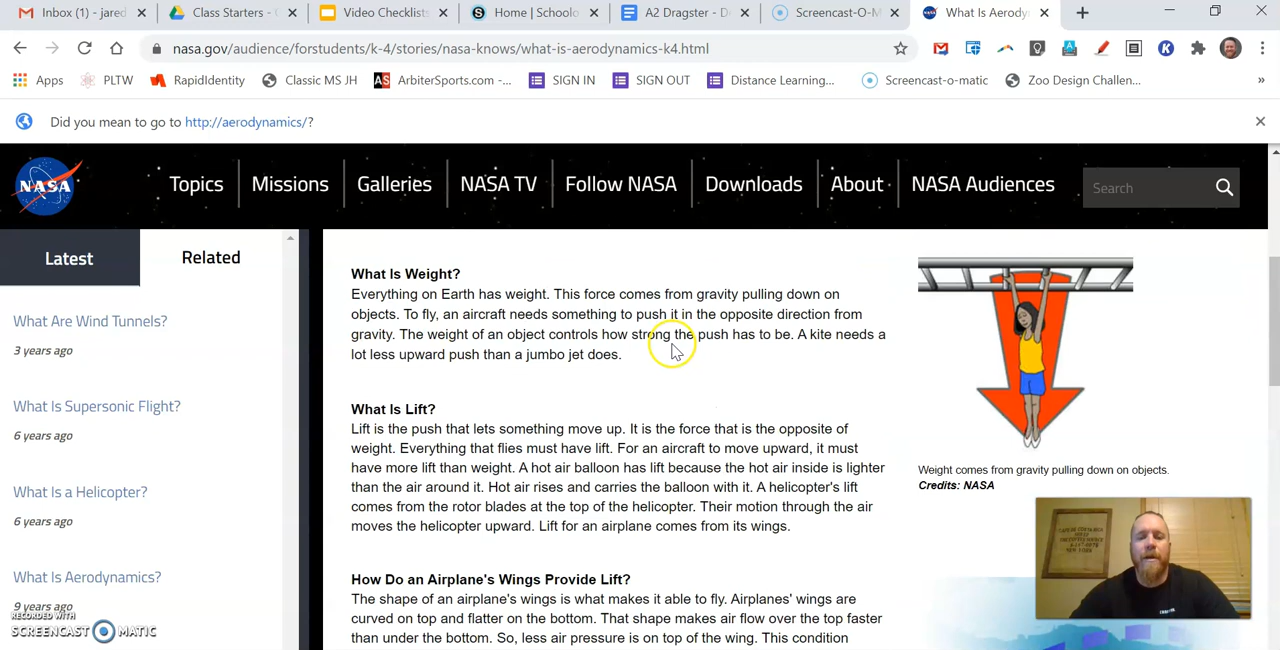 Inbox (1) - jared
Class Starters -
Video Checklists
Home | Schoolo
A2 Dragster - D
Screencast-O-M
What Is Aerody
nasa.gov/audience/forstudents/k-4/stories/nasa-knows/what-is-aerodynamics-k4.html
Apps
PLTW
RapidIdentity
Classic MS JH
AS ArbiterSports.com -...
SIGN IN
SIGN OUT
Distance Learning...
Screencast-o-matic
Zoo Design Challen...
»
Did you mean to go to http://aerodynamics/?
NASA
Topics
Missions
Galleries
NASA TV
Follow NASA
Downloads
About
NASA Audiences
Search
Latest
Related
What Are Wind Tunnels?
3 years ago
What Is Supersonic Flight?
6 years ago
What Is a Helicopter?
6 years ago
What Is Aerodynamics?
9 years ago
RECORDED WITH
SCREENCAST MATIC
What Is Weight?
Everything on Earth has weight. This force comes from gravity pulling down on
objects. To fly, an aircraft needs something to push it in the opposite direction from
gravity. The weight of an object controls how strong the push has to be. A kite needs a
lot less upward push than a jumbo jet does.
What Is Lift?
Lift is the push that lets something move up. It is the force that is the opposite of
weight. Everything that flies must have lift. For an aircraft to move upward, it must
have more lift than weight. A hot air balloon has lift because the hot air inside is lighter
than the air around it. Hot air rises and carries the balloon with it. A helicopter's lift
comes from the rotor blades at the top of the helicopter. Their motion through the air
moves the helicopter upward. Lift for an airplane comes from its wings.
How Do an Airplane's Wings Provide Lift?
The shape of an airplane's wings is what makes it able to fly. Airplanes' wings are
curved on top and flatter on the bottom. That shape makes air flow over the top faster
than under the bottom. So, less air pressure is on top of the wing. This condition
Weight comes from gravity pulling down on objects.
Credits: NASA
NEW YORK